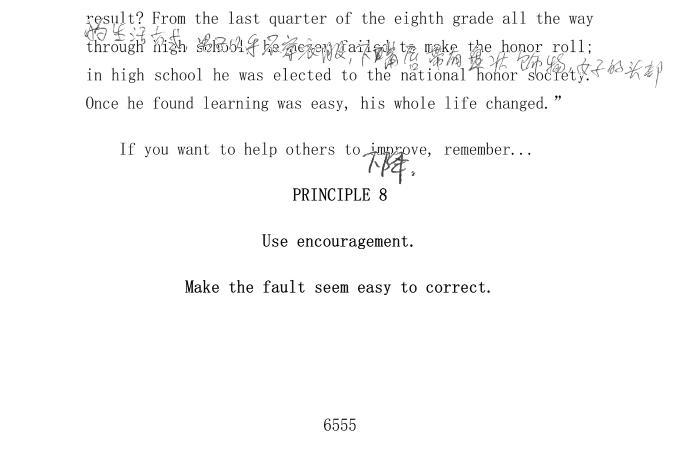 result? From the last quarter of the eighth grade all the way
的生活方式
through high school, he never failed to make the honor roll;
in high school he was elected to the national honor society.
女子的头部
Once he found learning was easy, his whole life changed.”
If you want to help others to improve, remember...
下降。
PRINCIPLE 8
Use encouragement.
Make the fault seem easy to correct.
6555